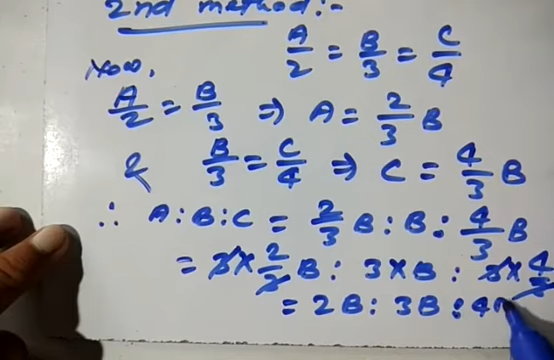 2nd method:-
A/2 = B/3 = C/4
Now,
A/2 = B/3 ⇒ A = 2/3 B
& B/3 = C/4 ⇒ C = 4/3 B
∴ A : B : C = 2/3 B : B : 4/3 B
= 3 × 2/3 B : 3 × B : 3 × 4/3
= 2B : 3B : 4